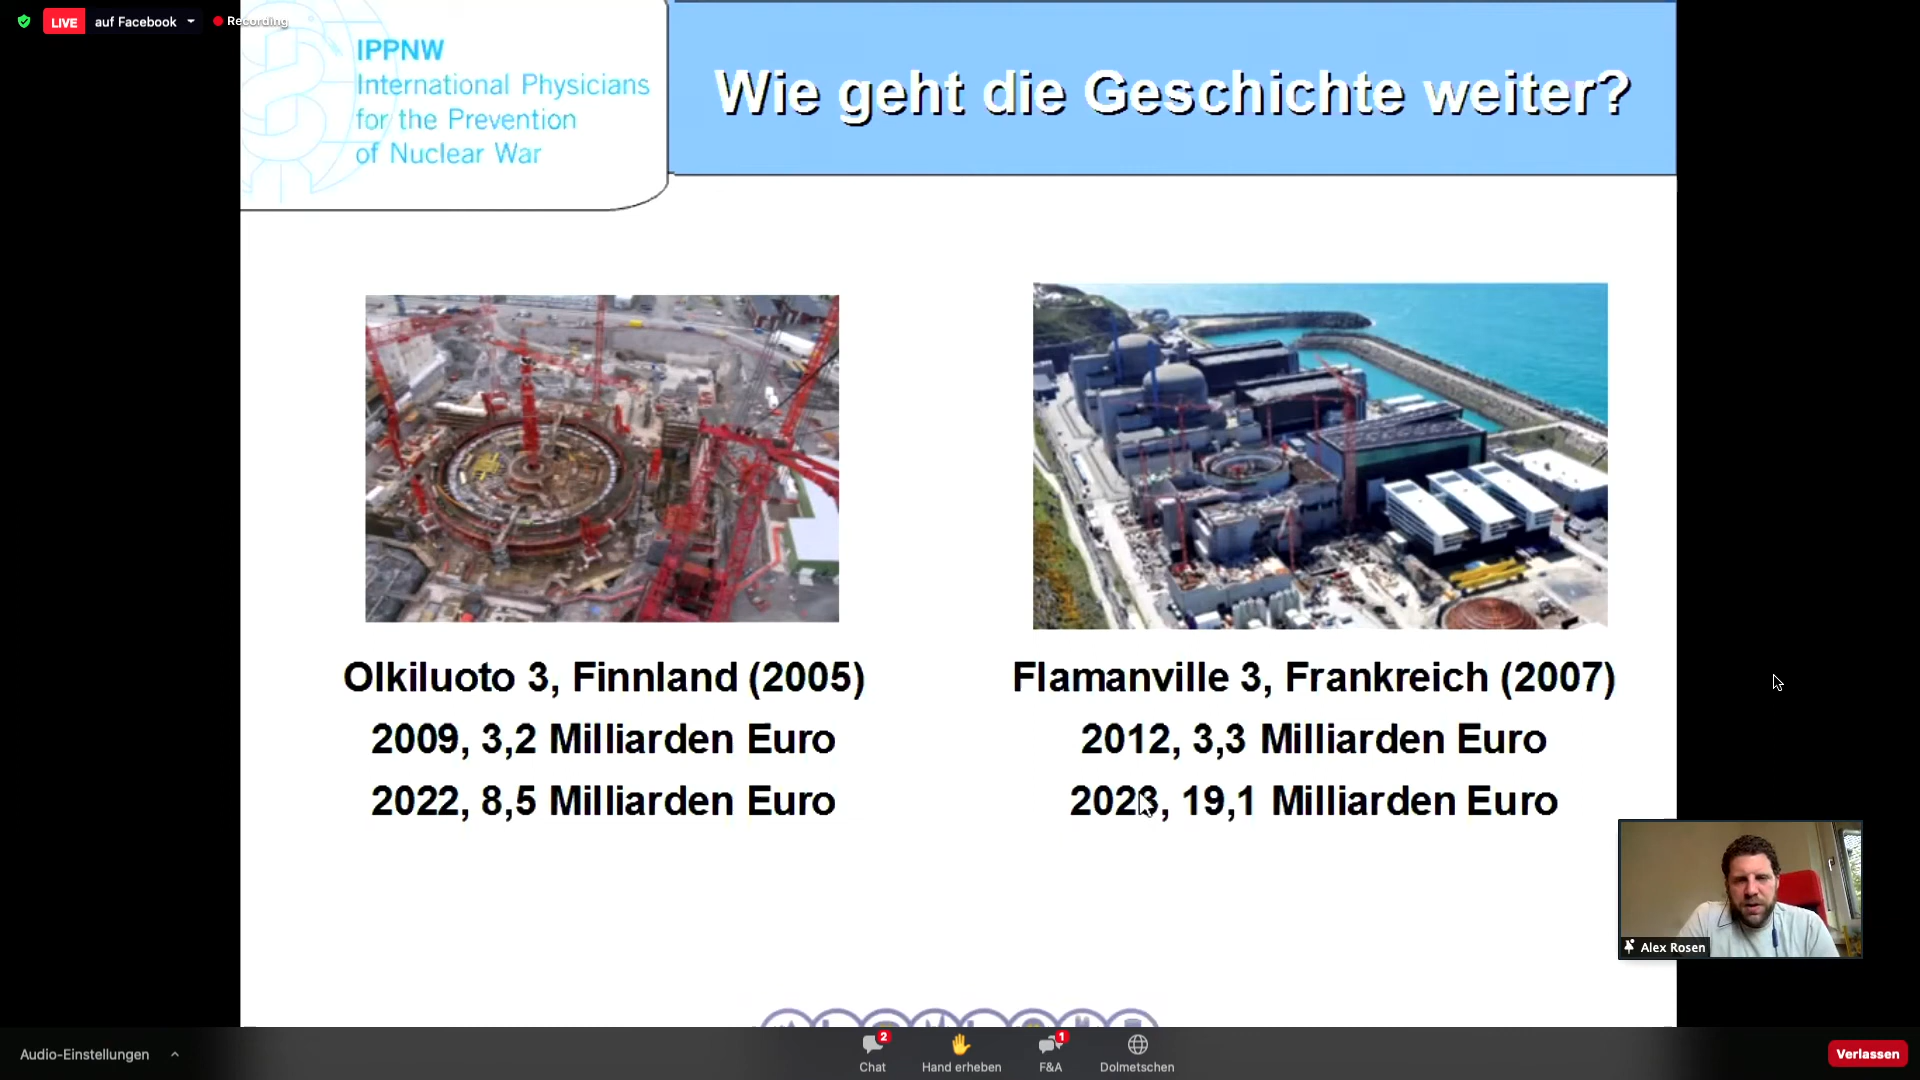 LIVE auf Facebook Recording
IPPNW
International Physicians
for the Prevention
of Nuclear War
Wie geht die Geschichte weiter?
Olkiluoto 3, Finnland (2005)
2009, 3,2 Milliarden Euro
2022, 8,5 Milliarden Euro
Flamanville 3, Frankreich (2007)
2012, 3,3 Milliarden Euro
2023, 19,1 Milliarden Euro
Alex Rosen
Audio-Einstellungen
2
Chat
Hand erheben
1
F&A
Dolmetschen
Verlassen